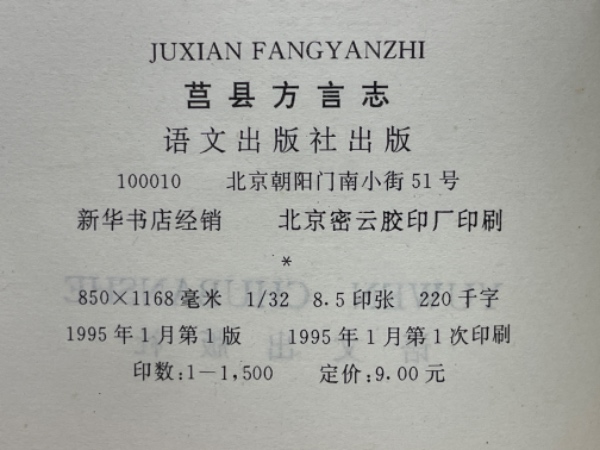 JUXIAN FANGYANZHI
莒县方言志
语文出版社出版
100010 北京朝阳门南小街51号
新华书店经销 北京密云胶印厂印刷
*
850×1168毫米 1/32 8.5印张 220千字
1995年1月第1版 1995年1月第1次印刷
印数:1—1,500 定价:9.00元